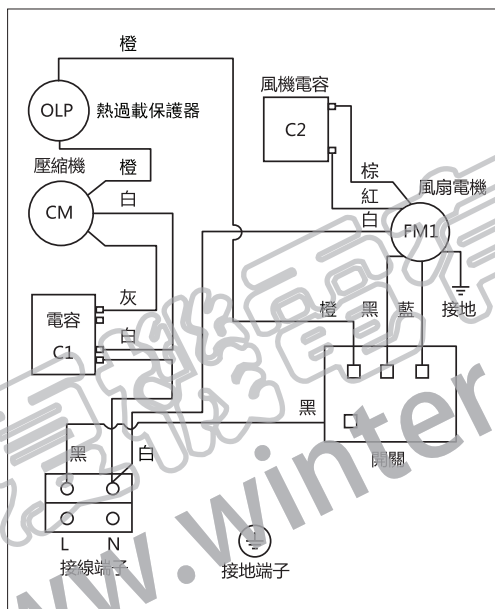 橙
OLP
熱過載保護器
風機電容
C2
壓縮機
橙
CM
白
棕
紅
白
風扇電機
FM1
灰
電容
C1
白
橙
黑
藍
接地
黑
黑
白
開關
L
N
接線端子
接地端子
www.winter